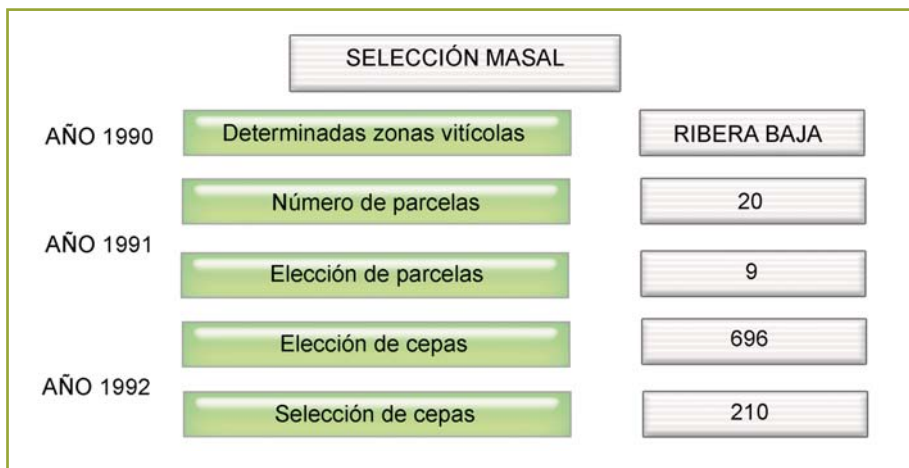 SELECCIÓN MASAL
AÑO 1990
Determinadas zonas vitícolas
RIBERA BAJA
Número de parcelas
20
AÑO 1991
Elección de parcelas
9
Elección de cepas
696
AÑO 1992
Selección de cepas
210